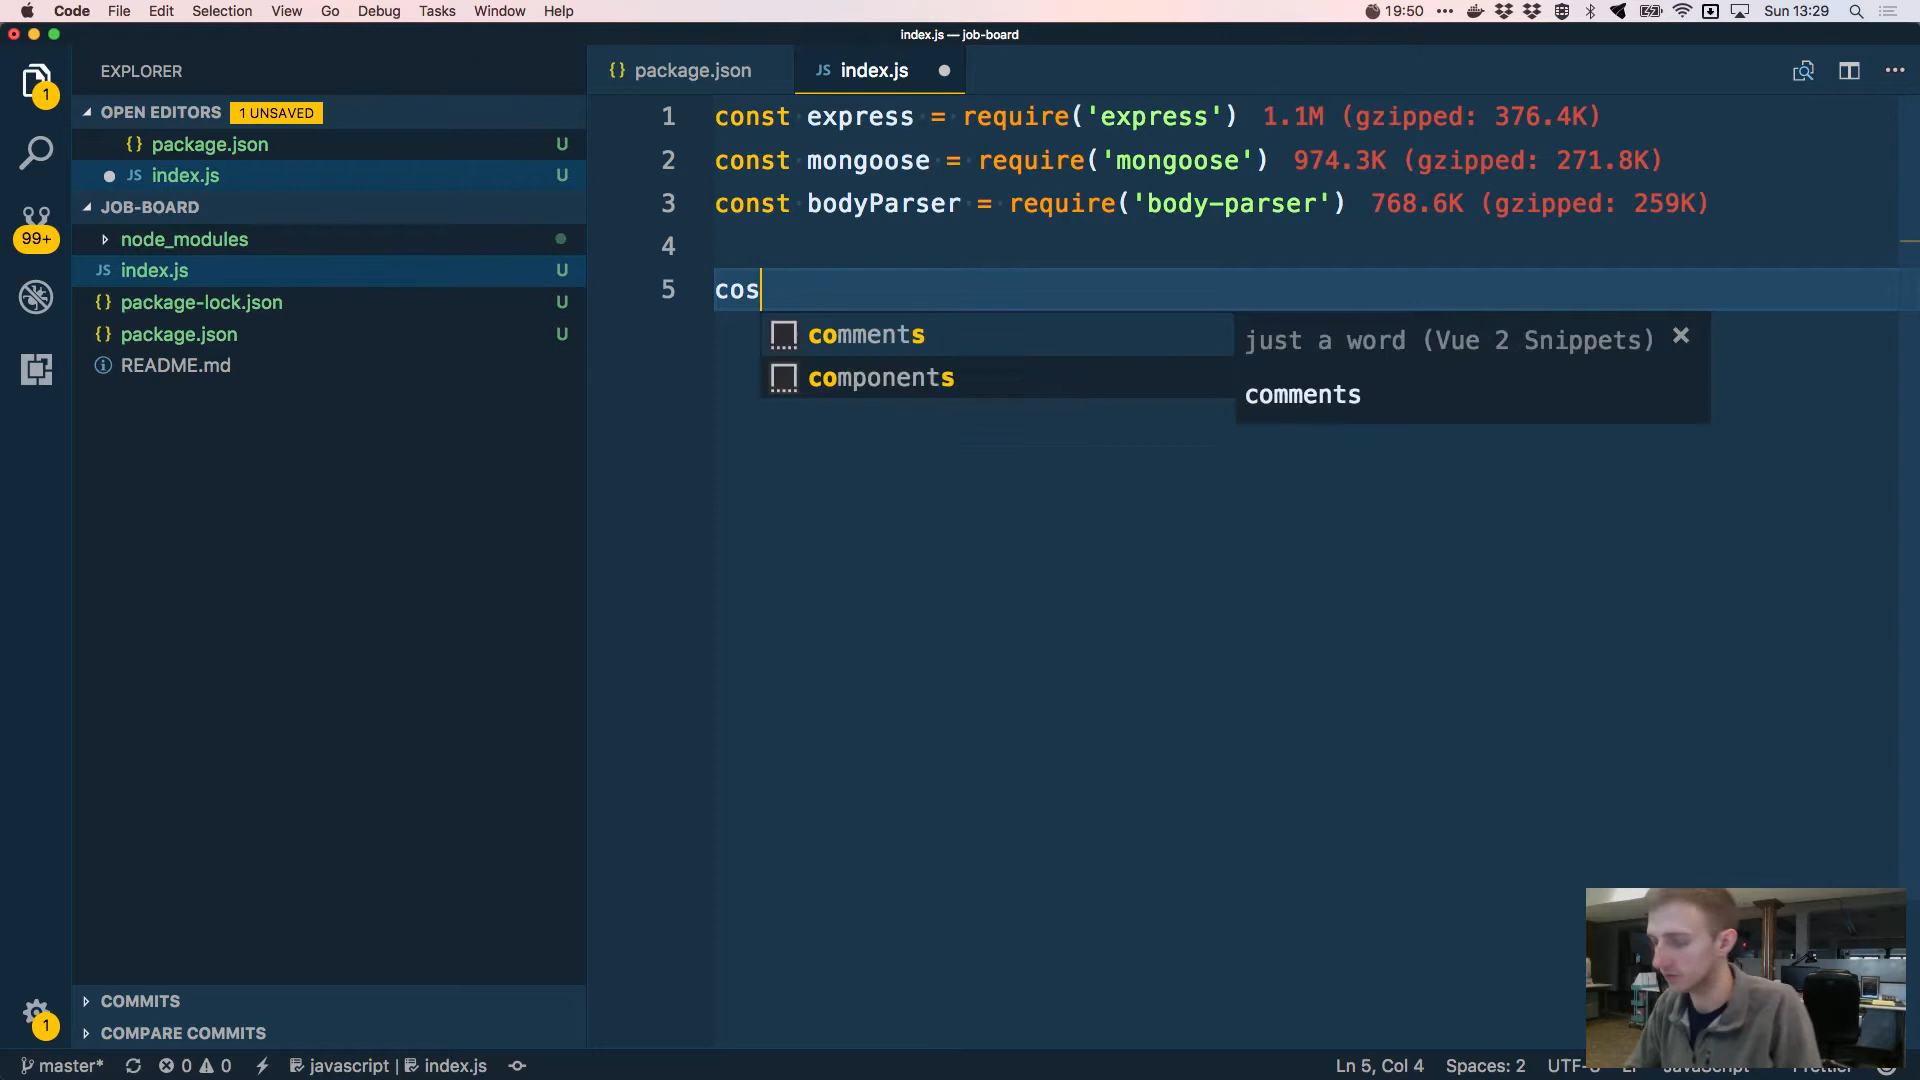 Code File Edit Selection View Go Debug Tasks Window Help 19:50 Sun 13:29
index.js — job-board
EXPLORER
OPEN EDITORS 1 UNSAVED
{} package.json U
JS index.js U
JOB-BOARD
node_modules
JS index.js U
{} package-lock.json U
{} package.json U
README.md
COMMITS
COMPARE COMMITS
1
99+
1
{} package.json JS index.js
1 const express = require('express') 1.1M (gzipped: 376.4K)
2 const mongoose = require('mongoose') 974.3K (gzipped: 271.8K)
3 const bodyParser = require('body-parser') 768.6K (gzipped: 259K)
4
5 cos
comments
components
just a word (Vue 2 Snippets) ×
comments
master* 0 0 javascript | index.js Ln 5, Col 4 Spaces: 2